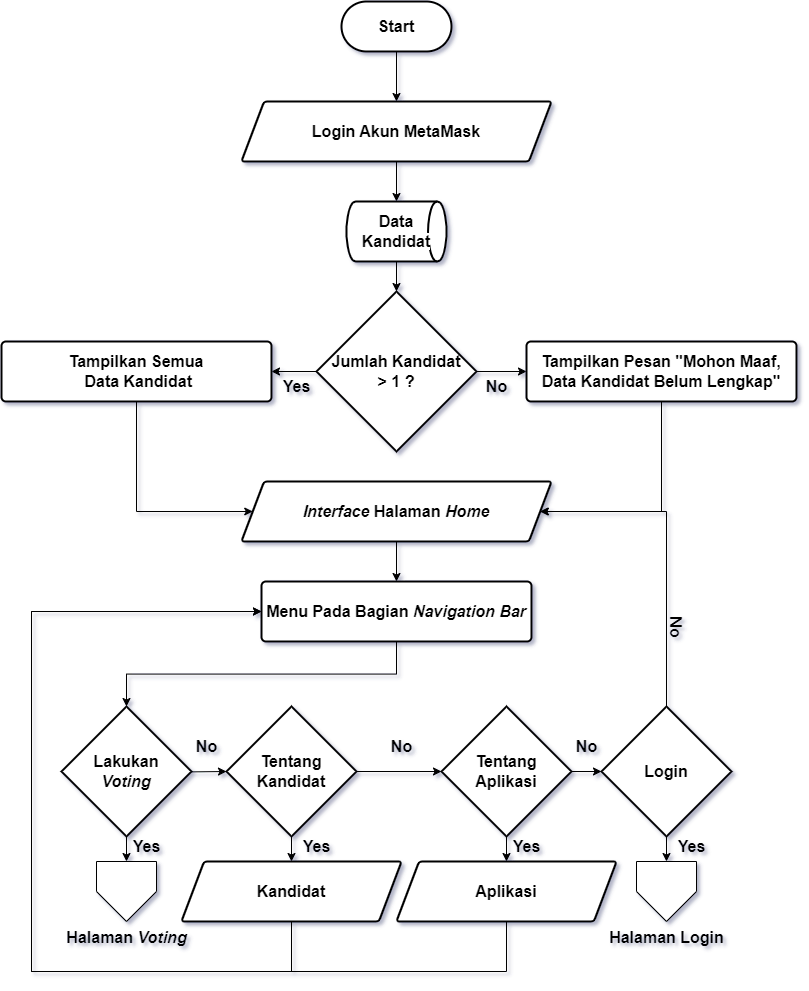 Start
Login Akun MetaMask
Data
Kandidat
Jumlah Kandidat
> 1 ?
Yes
No
Tampilkan Semua
Data Kandidat
Tampilkan Pesan "Mohon Maaf,
Data Kandidat Belum Lengkap"
Interface Halaman Home
Menu Pada Bagian Navigation Bar
No
Lakukan
Voting
No
Tentang
Kandidat
No
Tentang
Aplikasi
No
Login
Yes
Yes
Yes
Yes
Kandidat
Aplikasi
Halaman Voting
Halaman Login